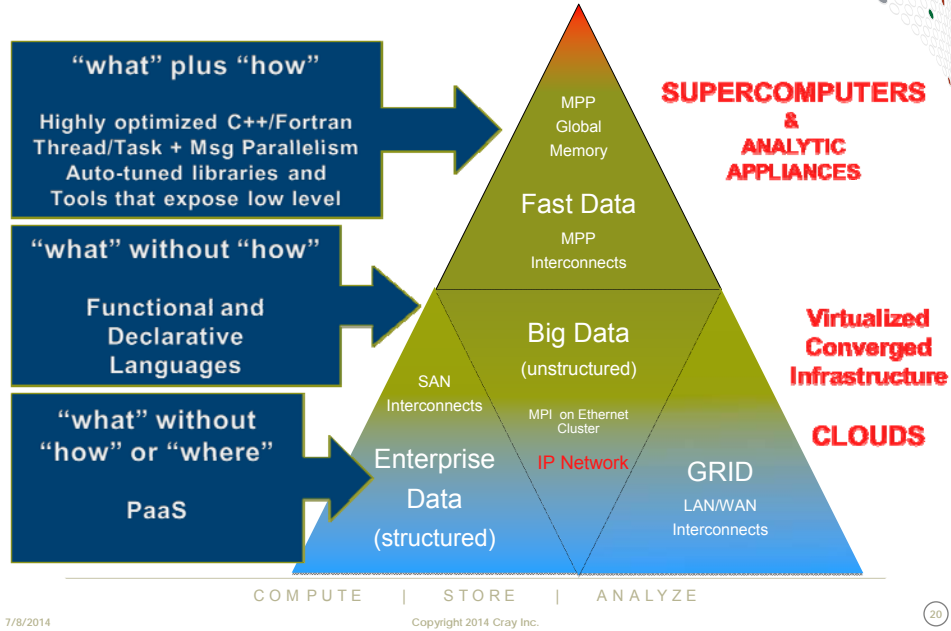 “what” plus “how”
Highly optimized C++/Fortran
Thread/Task + Msg Parallelism
Auto-tuned libraries and
Tools that expose low level
“what” without “how”
Functional and
Declarative
Languages
“what” without
“how” or “where”
PaaS
MPP
Global
Memory
Fast Data
MPP
Interconnects
Big Data
(unstructured)
MPI on Ethernet
Cluster
IP Network
SAN
Interconnects
Enterprise
Data
(structured)
GRID
LAN/WAN
Interconnects
SUPERCOMPUTERS
&
ANALYTIC
APPLIANCES
Virtualized
Converged
Infrastructure
CLOUDS
COMPUTE | STORE | ANALYZE
7/8/2014
Copyright 2014 Cray Inc.
20